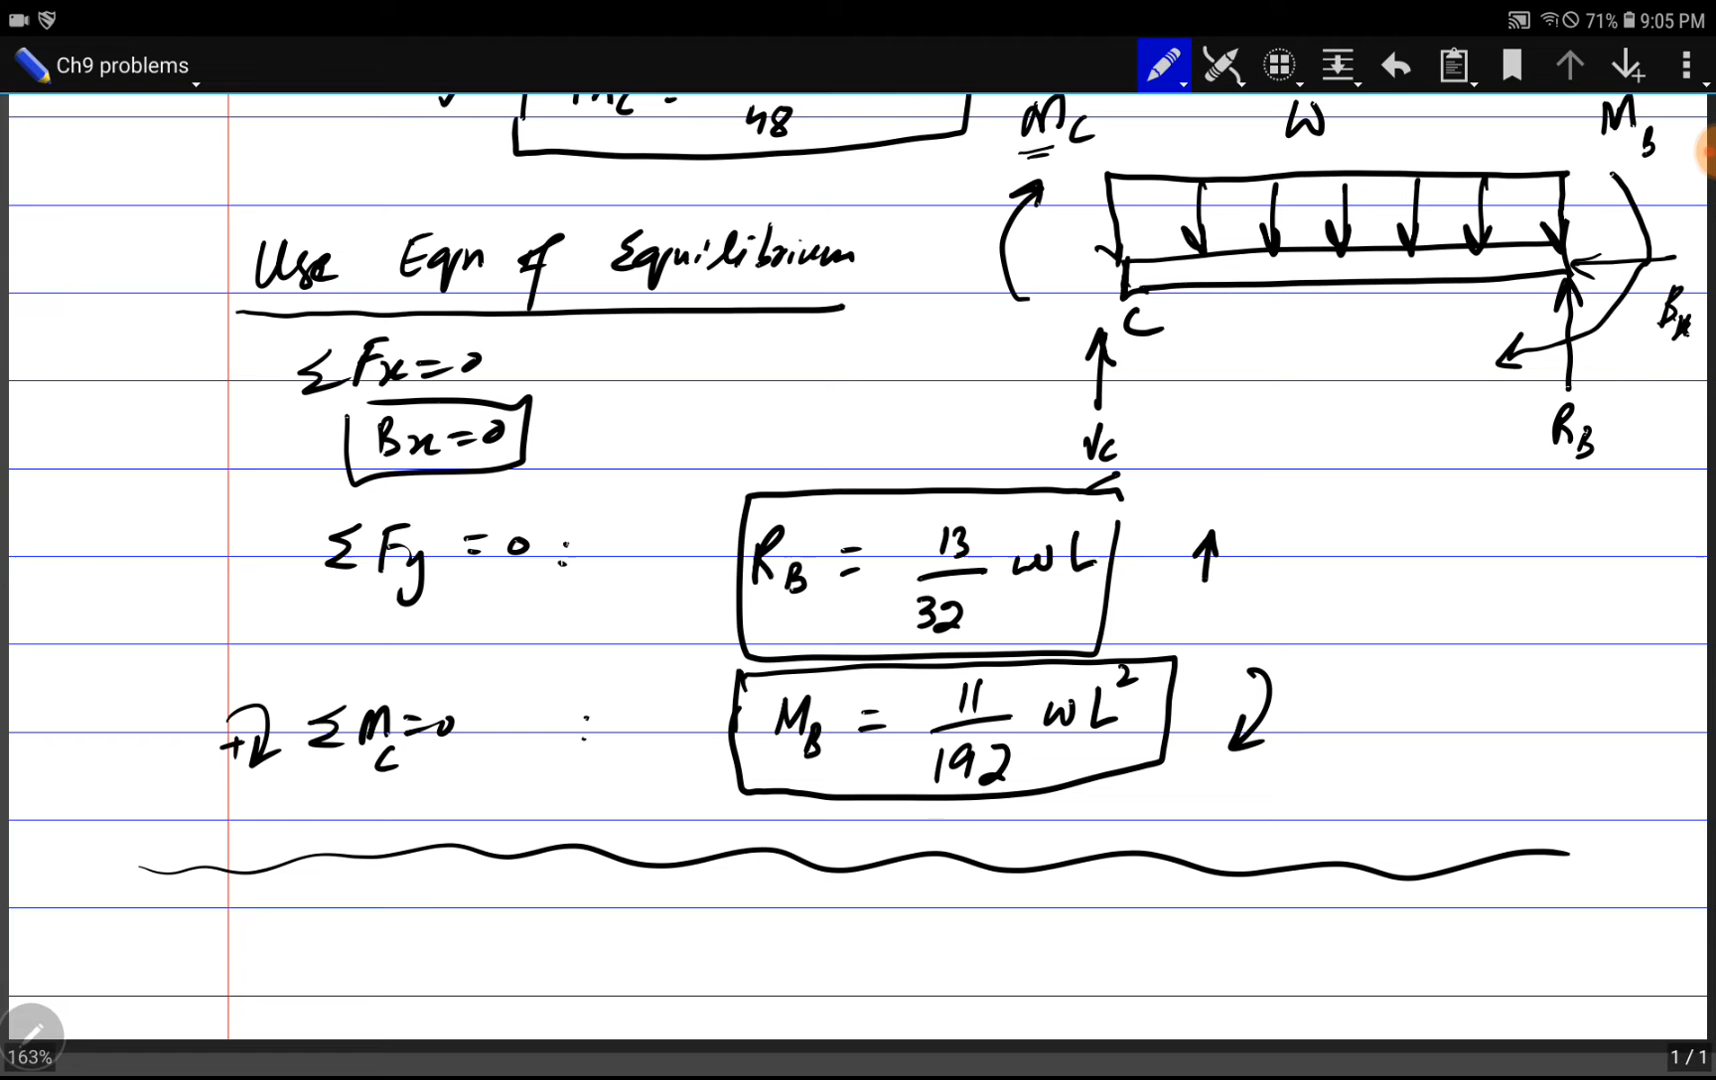 71% 9:05 PM
Ch9 problems
48
M_C
W
M_B
Use Eqn of Equilibrium
C
B_x
ΣFx=0
Bx=0
V_C
R_B
ΣFy = 0 :
R_B = 13/32 wL ↑
+ ΣM_C=0 :
M_B = 11/192 wL²
163%
1 / 1